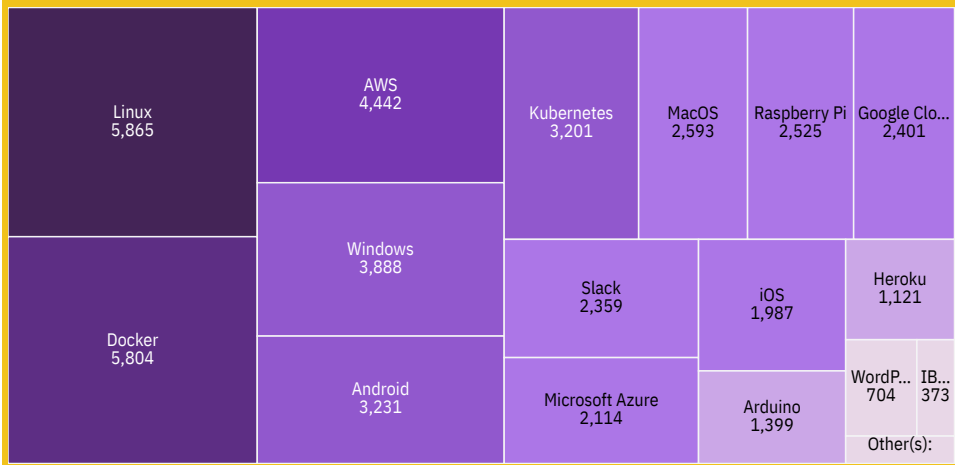 Linux
5,865
Docker
5,804
AWS
4,442
Windows
3,888
Android
3,231
Kubernetes
3,201
MacOS
2,593
Raspberry Pi
2,525
Google Clo...
2,401
Slack
2,359
Microsoft Azure
2,114
iOS
1,987
Arduino
1,399
Heroku
1,121
WordP...
704
IB...
373
Other(s):